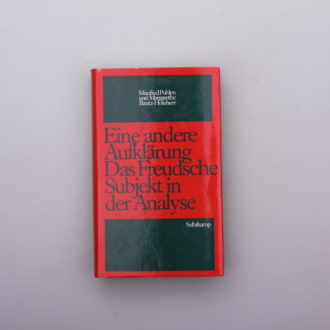 Manfred Pohlen
und Margarethe
Bautz-Holzherr
Eine andere
Aufklärung
Das Freudsche
Subjekt in
der Analyse
Suhrkamp